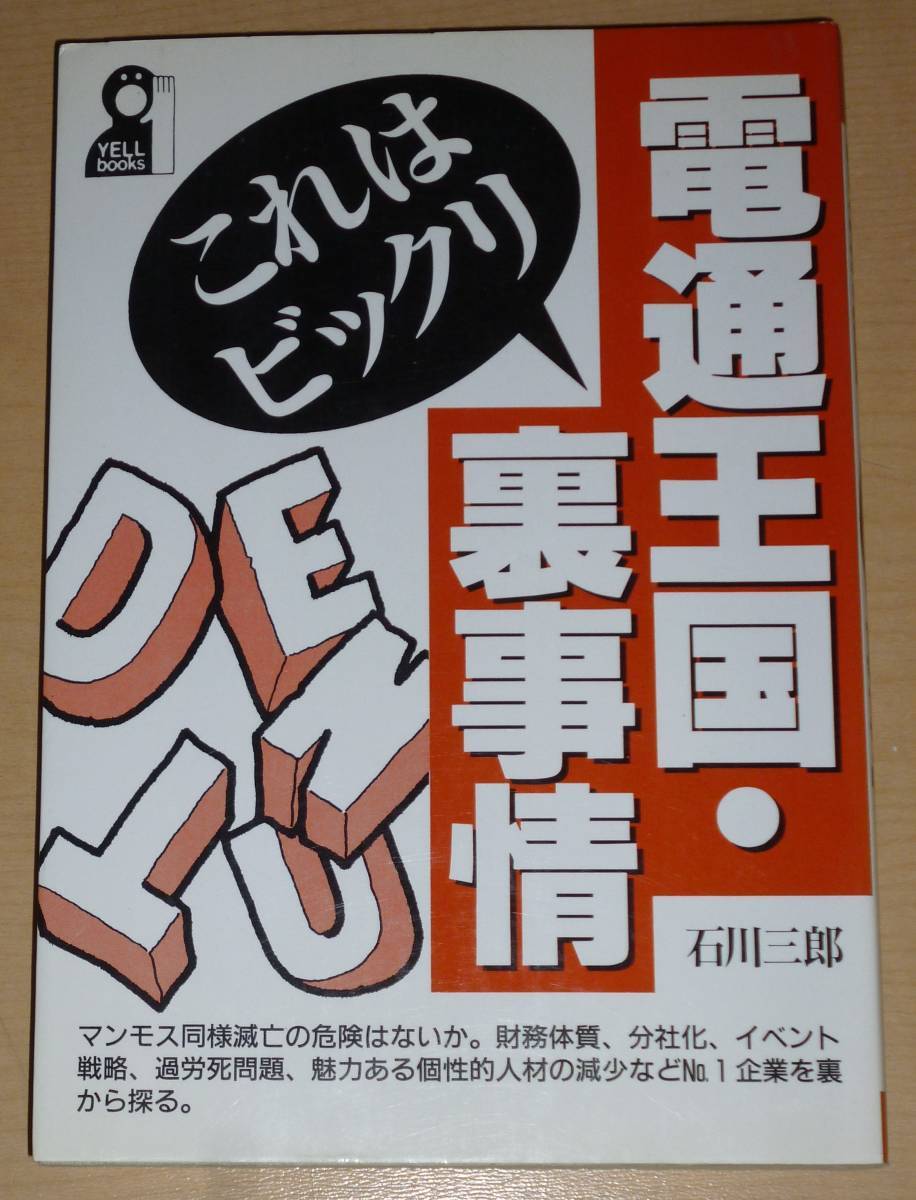 YELL
books
これは
ビックリ
電通王国・
裏事情
DE
N
T
U
石川三郎
マンモス同様滅亡の危険はないか。財務体質、分社化、イベント
戦略、過労死問題、魅力ある個性的人材の減少など№1企業を裏
から探る。